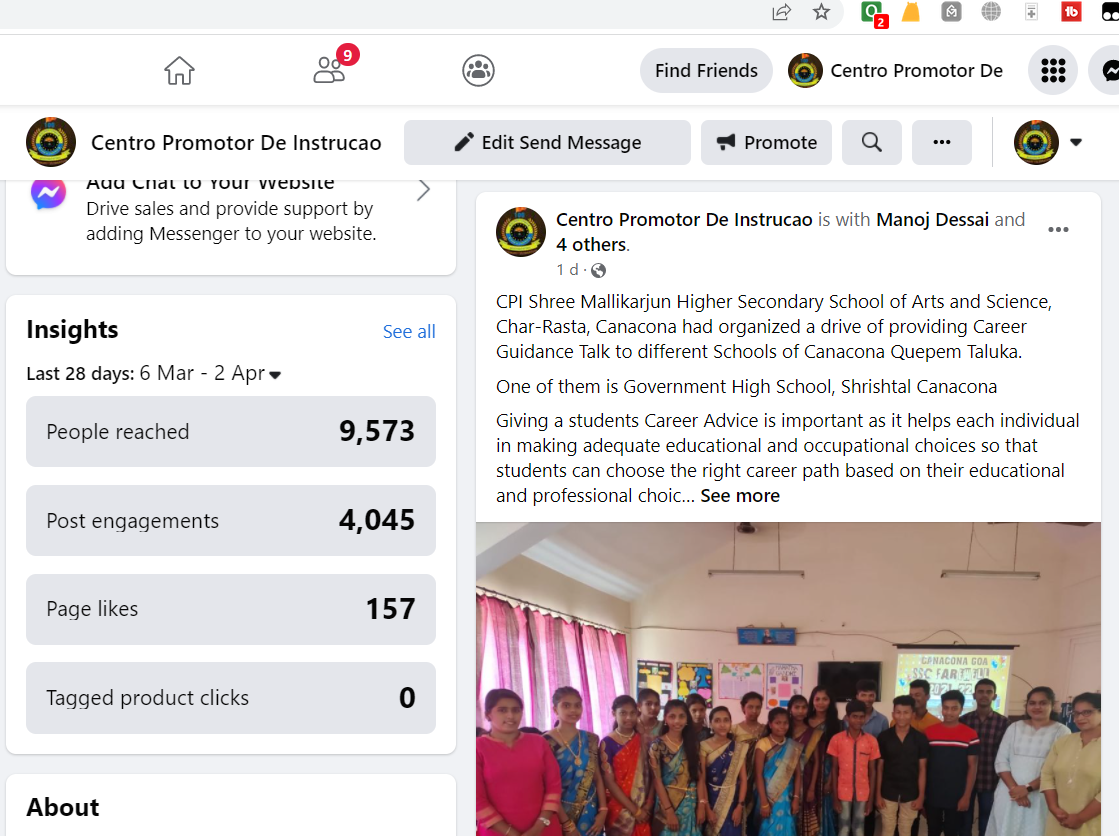 2
9
Find Friends
Centro Promotor De
Centro Promotor De Instrucao
Edit Send Message
Promote
Add Chat to Your Website
Drive sales and provide support by
adding Messenger to your website.
Insights
See all
Last 28 days: 6 Mar - 2 Apr
People reached
9,573
Post engagements
4,045
Page likes
157
Tagged product clicks
0
About
Centro Promotor De Instrucao is with Manoj Dessai and
4 others.
1 d ·
CPI Shree Mallikarjun Higher Secondary School of Arts and Science,
Char-Rasta, Canacona had organized a drive of providing Career
Guidance Talk to different Schools of Canacona Quepem Taluka.
One of them is Government High School, Shrishtal Canacona
Giving a students Career Advice is important as it helps each individual
in making adequate educational and occupational choices so that
students can choose the right career path based on their educational
and professional choic... See more
CANACONA GOA
SSC